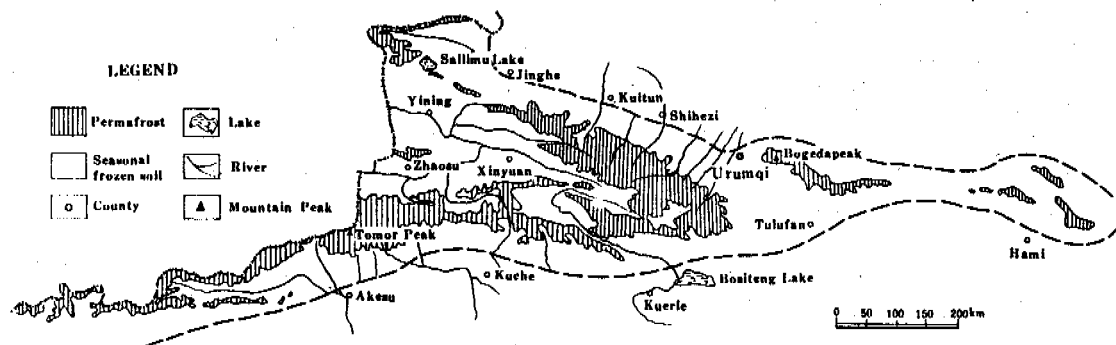 LEGEND
Permafrost
Lake
Seasonal
frozen soil
River
County
Mountain Peak
Sailimu Lake
Jinghe
Yining
Kuitun
Shihezi
Zhaosu
Xinyuan
Urumqi
Bogedapeak
Tulufan
Hami
Tomor Peak
Akesu
Kuche
Kuerle
Bositeng Lake
0 50 100 150 200km